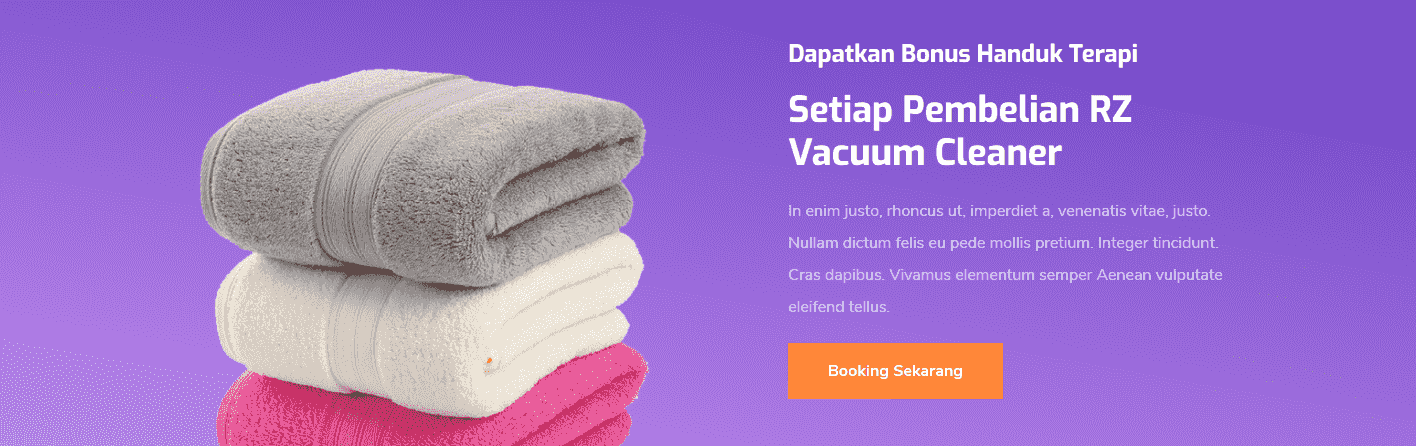 Dapatkan Bonus Handuk Terapi
Setiap Pembelian RZ
Vacuum Cleaner
In enim justo, rhoncus ut, imperdiet a, venenatis vitae, justo.
Nullam dictum felis eu pede mollis pretium. Integer tincidunt.
Cras dapibus. Vivamus elementum semper Aenean vulputate
eleifend tellus.
Booking Sekarang